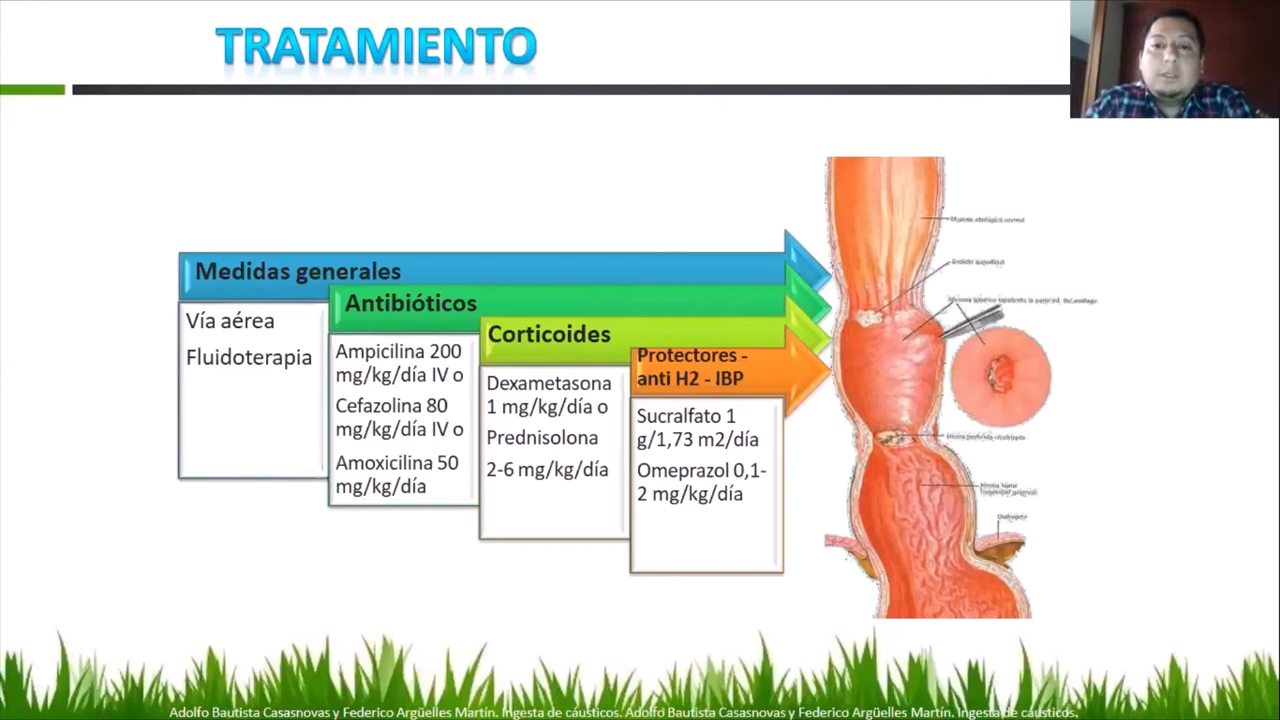 TRATAMIENTO
Medidas generales
Vía aérea
Fluidoterapia
Antibióticos
Ampicilina 200
mg/kg/día IV o
Cefazolina 80
mg/kg/día IV o
Amoxicilina 50
mg/kg/día
Corticoides
Dexametasona
1 mg/kg/día o
Prednisolona
2-6 mg/kg/día
Protectores -
anti H2 - IBP
Sucralfato 1
g/1,73 m2/día
Omeprazol 0,1-
2 mg/kg/día
Adolfo Bautista Casasnovas y Federico Argüelles Martín. Ingesta de cáusticos. Adolfo Bautista Casasnovas y Federico Argüelles Martín. Ingesta de cáusticos,